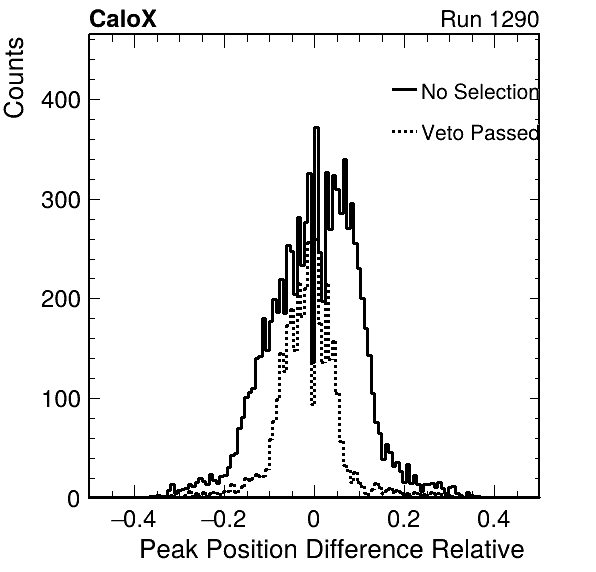 CaloX Run 1290
Counts
No Selection
Veto Passed
400
300
200
100
0
−0.4 −0.2 0 0.2 0.4
Peak Position Difference Relative